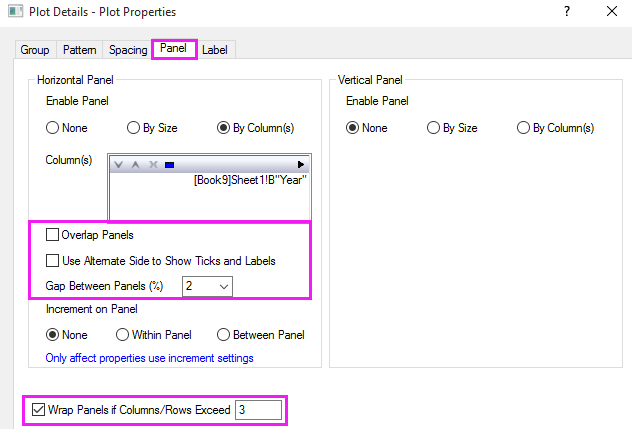 Plot Details - Plot Properties
Group Pattern Spacing Panel Label
Horizontal Panel
Enable Panel
None By Size By Column(s)
Column(s)
[Book9]Sheet1!B"Year"
Overlap Panels
Use Alternate Side to Show Ticks and Labels
Gap Between Panels (%) 2
Increment on Panel
None Within Panel Between Panel
Only affect properties use increment settings
Vertical Panel
Enable Panel
None By Size By Column(s)
Wrap Panels if Columns/Rows Exceed 3